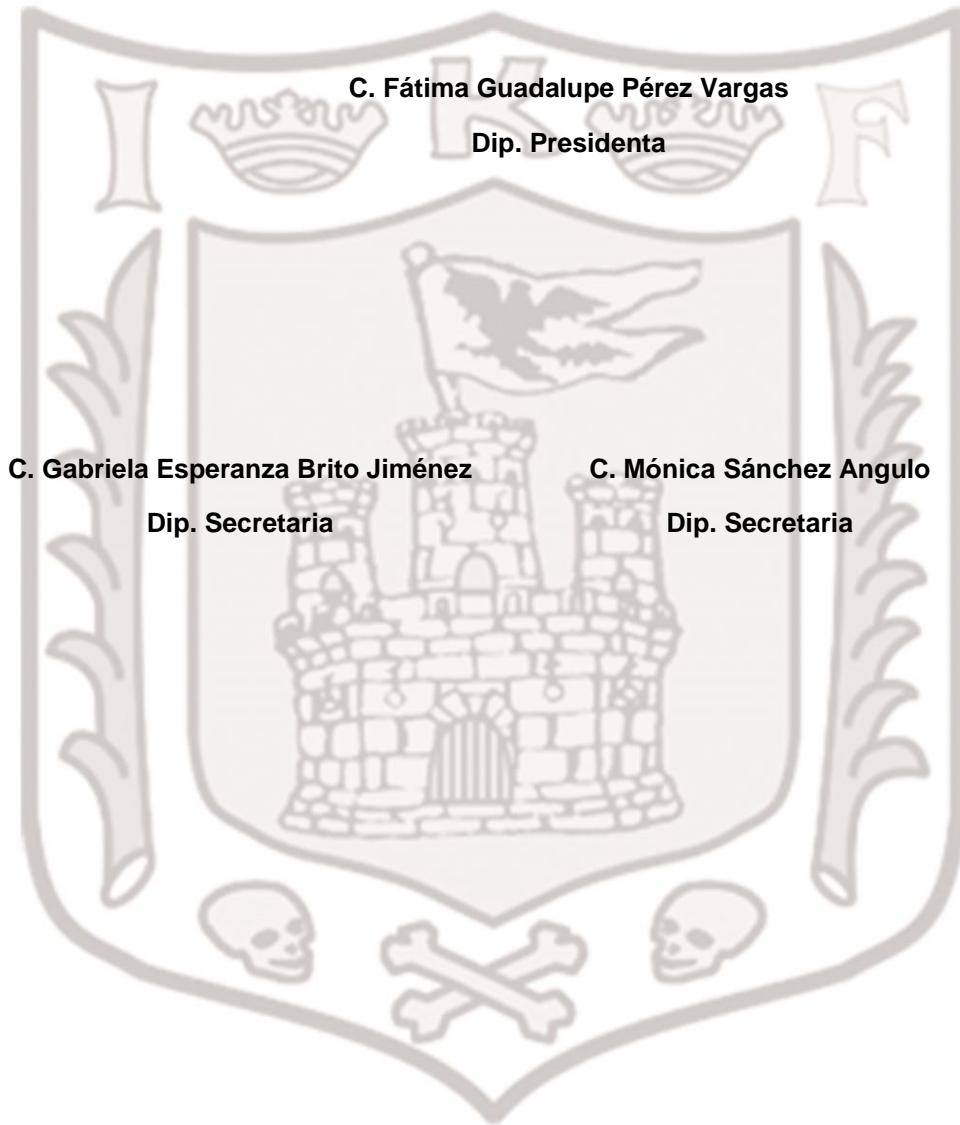 I K F
C. Fátima Guadalupe Pérez Vargas
Dip. Presidenta
C. Gabriela Esperanza Brito Jiménez C. Mónica Sánchez Angulo
Dip. Secretaria Dip. Secretaria